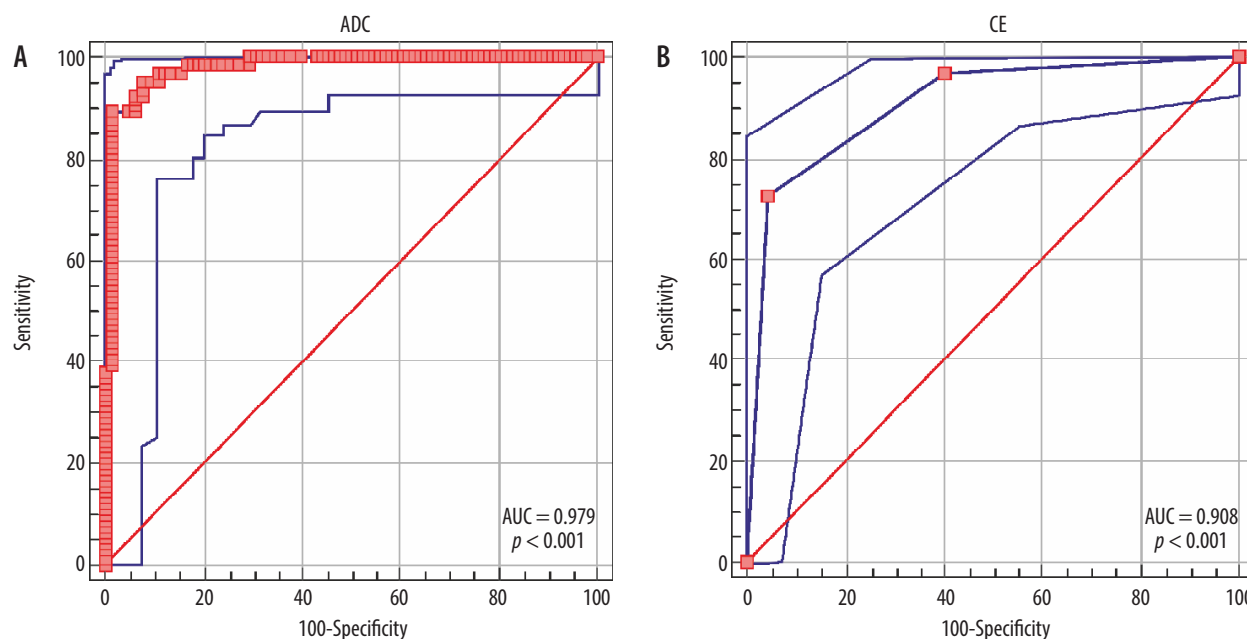 A
ADC
100
80
60
40
20
0
Sensitivity
0 20 40 60 80 100
100-Specificity
AUC = 0.979
p < 0.001
B
CE
100
80
60
40
20
0
Sensitivity
0 20 40 60 80 100
100-Specificity
AUC = 0.908
p < 0.001